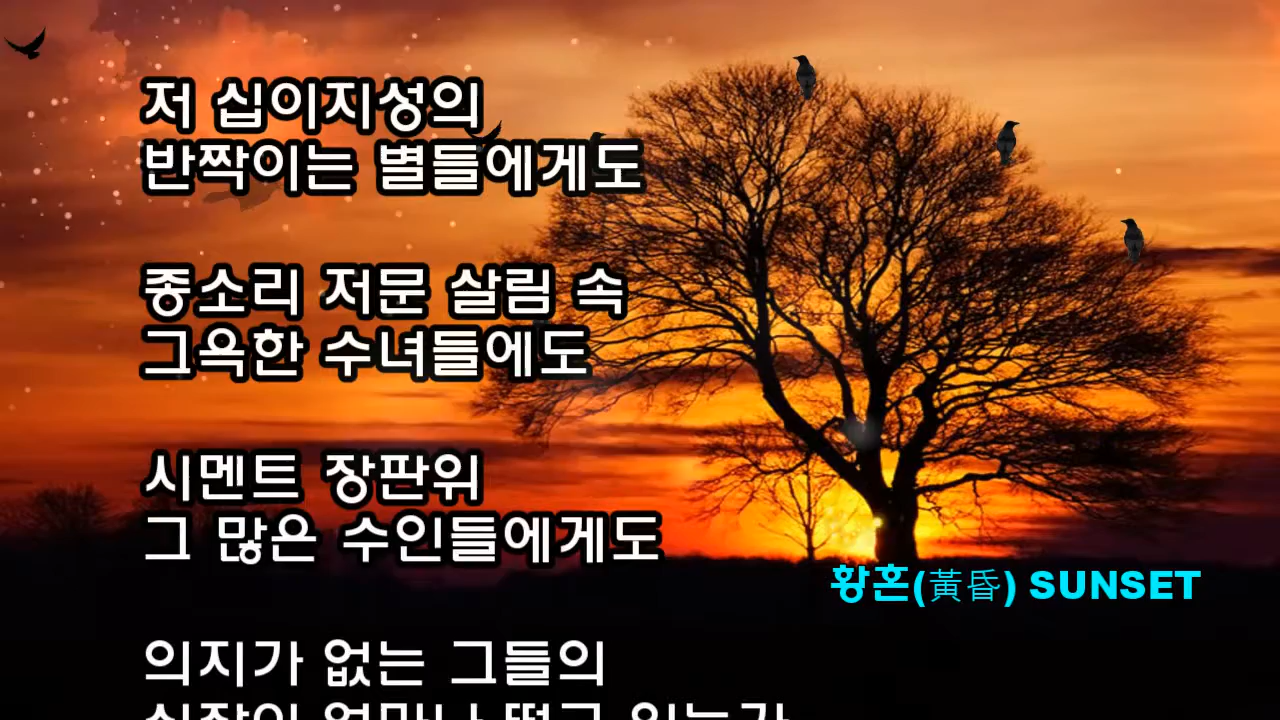 저 십이지성의
반짝이는 별들에게도
종소리 저문 살림 속
그윽한 수녀들에도
시멘트 장판위
그 많은 수인들에게도
황혼(黃昏) SUNSET
의지가 없는 그들의